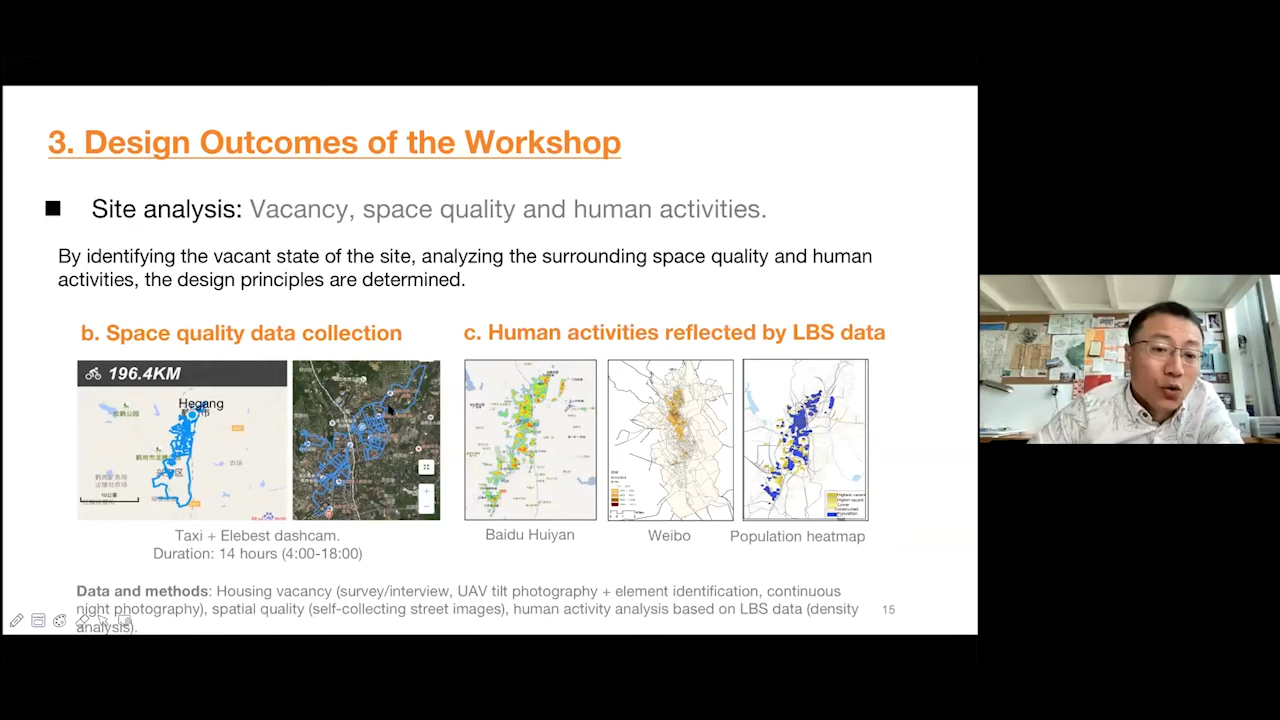 3. Design Outcomes of the Workshop
Site analysis: Vacancy, space quality and human activities.
By identifying the vacant state of the site, analyzing the surrounding space quality and human
activities, the design principles are determined.
b. Space quality data collection
c. Human activities reflected by LBS data
196.4KM
Hegang
Taxi + Elebest dashcam.
Duration: 14 hours (4:00-18:00)
Baidu Huiyan
Weibo
Population heatmap
Data and methods: Housing vacancy (survey/interview, UAV tilt photography + element identification, continuous
night photography), spatial quality (self-collecting street images), human activity analysis based on LBS data (density
analysis).
15